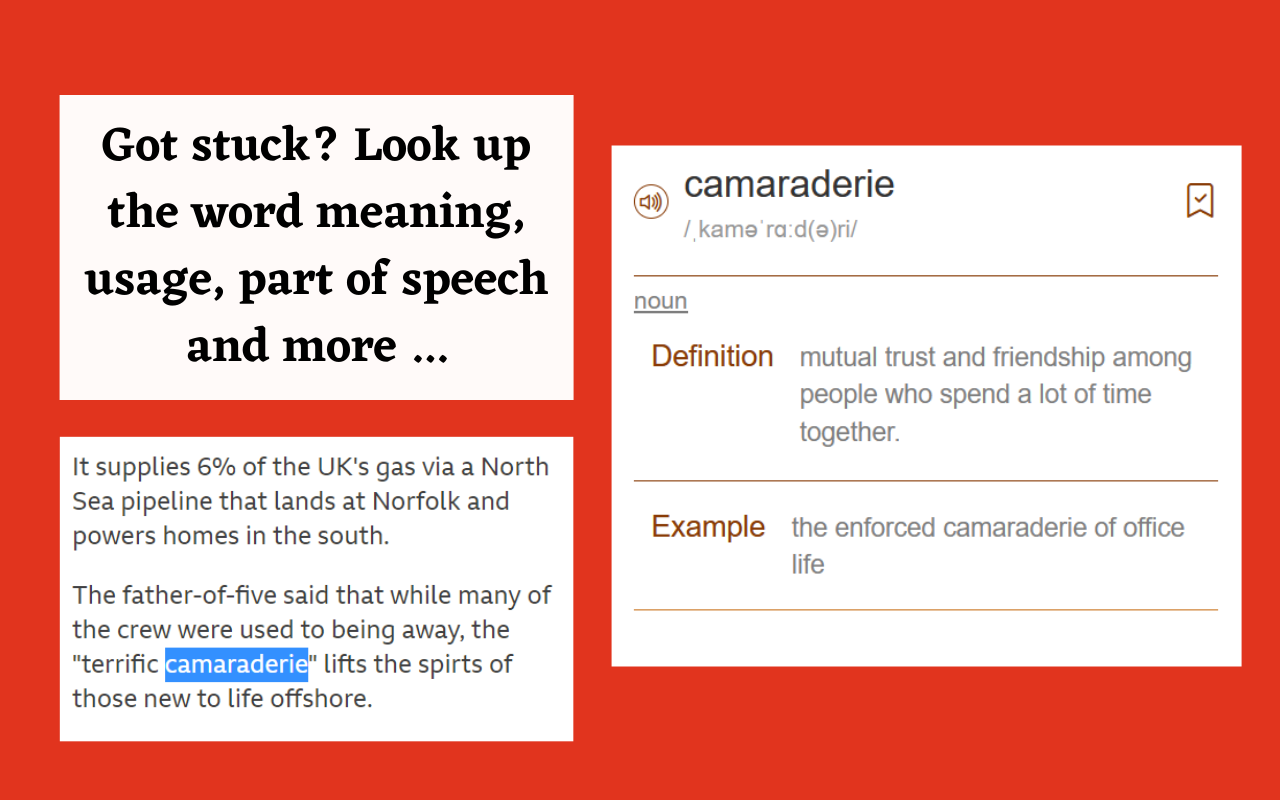 Got stuck? Look up
the word meaning,
usage, part of speech
and more ...
It supplies 6% of the UK's gas via a North
Sea pipeline that lands at Norfolk and
powers homes in the south.
The father-of-five said that while many of
the crew were used to being away, the
"terrific camaraderie" lifts the spirts of
those new to life offshore.
camaraderie
/ˌkaməˈrɑːd(ə)ri/
noun
Definition mutual trust and friendship among
people who spend a lot of time
together.
Example the enforced camaraderie of office
life